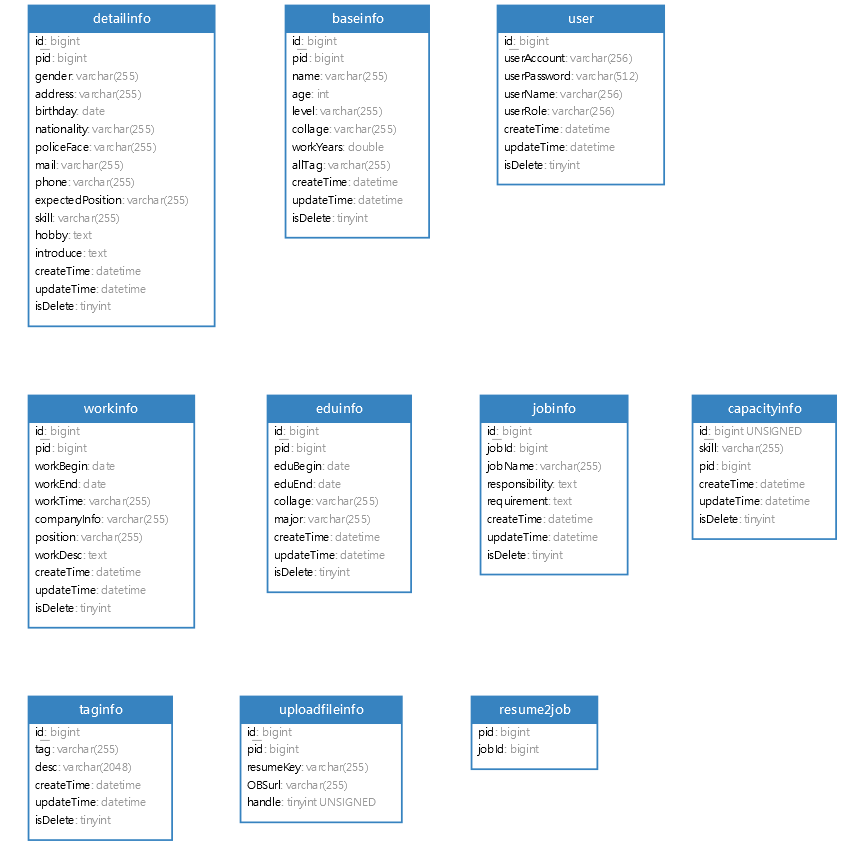 detailinfo
id: bigint
pid: bigint
gender: varchar(255)
address: varchar(255)
birthday: date
nationality: varchar(255)
policeFace: varchar(255)
mail: varchar(255)
phone: varchar(255)
expectedPosition: varchar(255)
skill: varchar(255)
hobby: text
introduce: text
createTime: datetime
updateTime: datetime
isDelete: tinyint
baseinfo
id: bigint
pid: bigint
name: varchar(255)
age: int
level: varchar(255)
collage: varchar(255)
workYears: double
allTag: varchar(255)
createTime: datetime
updateTime: datetime
isDelete: tinyint
user
id: bigint
userAccount: varchar(256)
userPassword: varchar(512)
userName: varchar(256)
userRole: varchar(256)
createTime: datetime
updateTime: datetime
isDelete: tinyint
workinfo
id: bigint
pid: bigint
workBegin: date
workEnd: date
workTime: varchar(255)
companyInfo: varchar(255)
position: varchar(255)
workDesc: text
createTime: datetime
updateTime: datetime
isDelete: tinyint
eduinfo
id: bigint
pid: bigint
eduBegin: date
eduEnd: date
collage: varchar(255)
major: varchar(255)
createTime: datetime
updateTime: datetime
isDelete: tinyint
jobinfo
id: bigint
jobId: bigint
jobName: varchar(255)
responsibility: text
requirement: text
createTime: datetime
updateTime: datetime
isDelete: tinyint
capacityinfo
id: bigint UNSIGNED
skill: varchar(255)
pid: bigint
createTime: datetime
updateTime: datetime
isDelete: tinyint
taginfo
id: bigint
tag: varchar(255)
desc: varchar(2048)
createTime: datetime
updateTime: datetime
isDelete: tinyint
uploadfileinfo
id: bigint
pid: bigint
resumeKey: varchar(255)
OBSurl: varchar(255)
handle: tinyint UNSIGNED
resume2job
pid: bigint
jobId: bigint